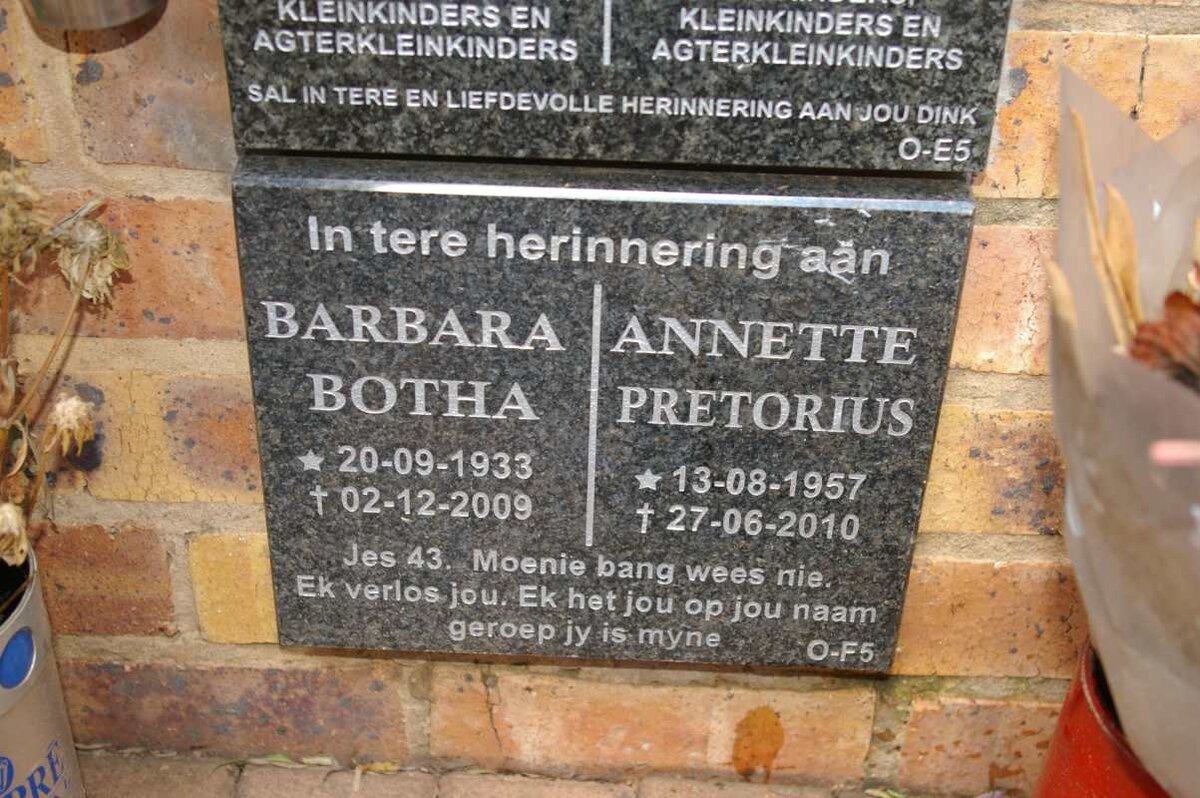 KLEINKINDERS EN
AGTERKLEINKINDERS
KLEINKINDERS EN
AGTERKLEINKINDERS
SAL IN TERE EN LIEFDEVOLLE HERINNERING AAN JOU DINK
O-E5
In tere herinnering aan
BARBARA
BOTHA
★ 20-09-1933
† 02-12-2009
ANNETTE
PRETORIUS
★ 13-08-1957
† 27-06-2010
Jes 43. Moenie bang wees nie.
Ek verlos jou. Ek het jou op jou naam
geroep jy is myne
O-F5